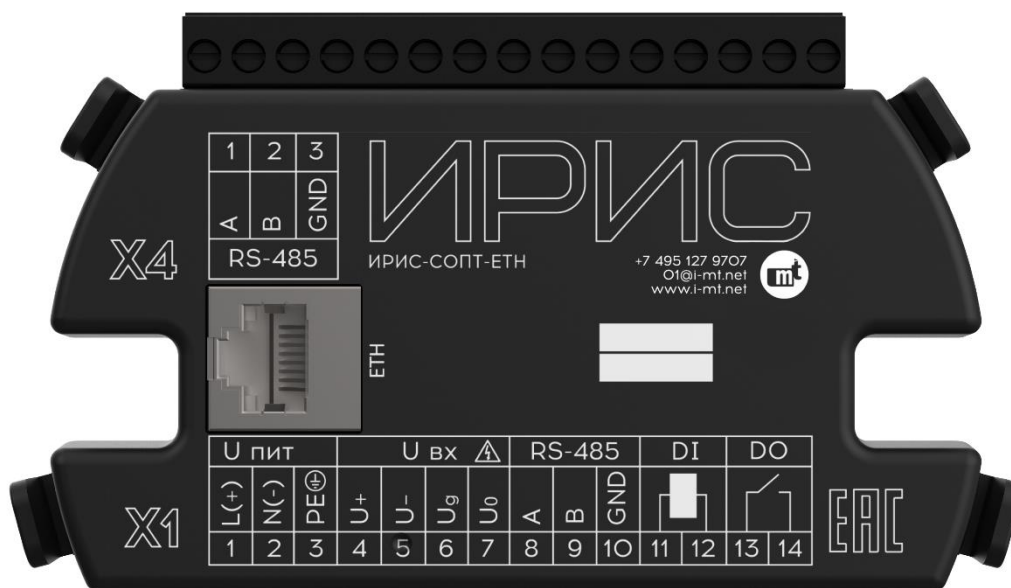 1 2 3
A B GND
RS-485
X4
ИРИС
ИРИС-СОПТ-ETH
+7 495 127 9707
01@i-mt.net
www.i-mt.net
mt
ETH
U пит U вх RS-485 DI DO
L(+) N(-) PE U+ U- Ug U0 A B GND
1 2 3 4 5 6 7 8 9 10 11 12 13 14
X1
EAC